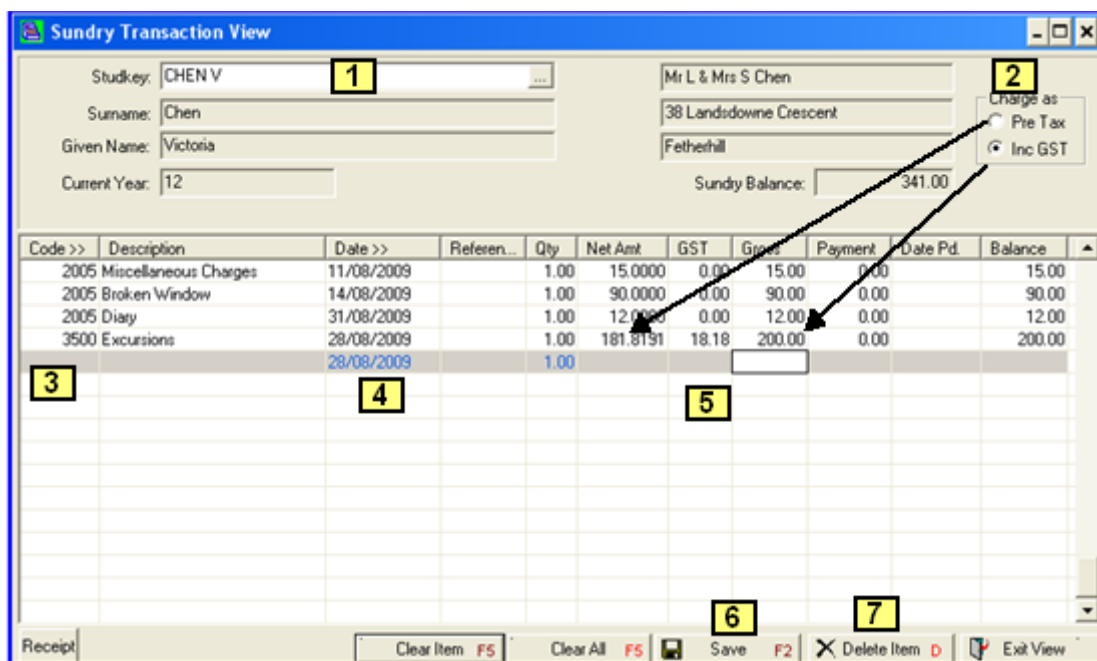 Sundry Transaction View
Studkey: CHEN V ... 1 Mr L & Mrs S Chen 2
Charge as
Surname: Chen 38 Landsdowne Crescent Pre Tax
Given Name: Victoria Fetherhill Inc GST
Current Year: 12 Sundry Balance: 341.00
Code >> Description Date >> Referen... Qty Net Amt GST Gross Payment Date Pd. Balance
2005 Miscellaneous Charges 11/08/2009 1.00 15.0000 0.00 15.00 0.00 15.00
2005 Broken Window 14/08/2009 1.00 90.0000 0.00 90.00 0.00 90.00
2005 Diary 31/08/2009 1.00 12.0000 0.00 12.00 0.00 12.00
3500 Excursions 28/08/2009 1.00 181.8191 18.18 200.00 0.00 200.00
28/08/2009 1.00
3 4 5
6 7
Receipt Clear Item F5 Clear All F5 Save F2 Delete Item D Exit View